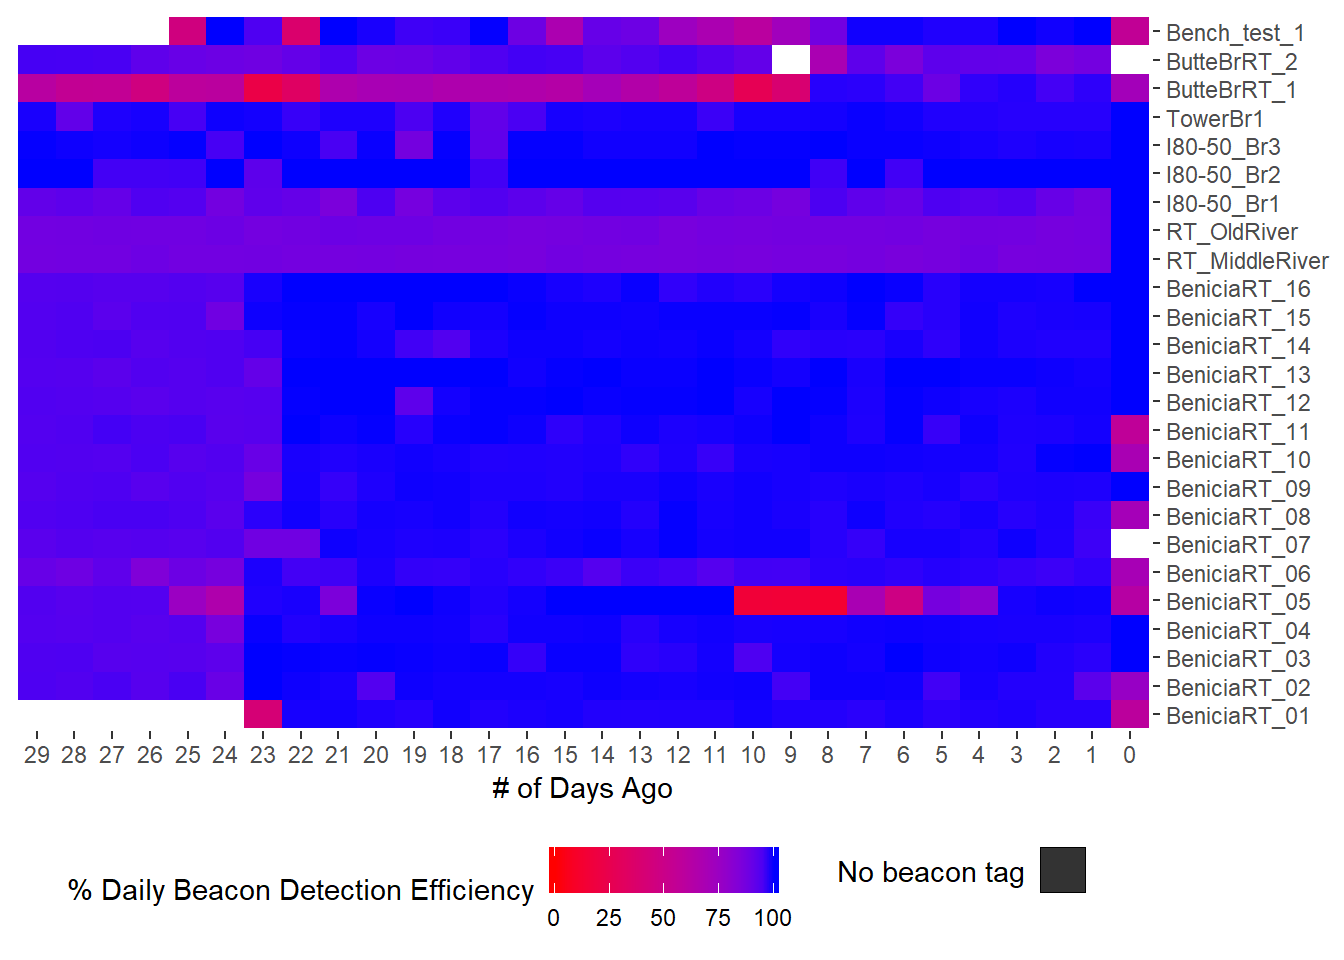 Bench_test_1
ButteBrRT_2
ButteBrRT_1
TowerBr1
I80-50_Br3
I80-50_Br2
I80-50_Br1
RT_OldRiver
RT_MiddleRiver
BeniciaRT_16
BeniciaRT_15
BeniciaRT_14
BeniciaRT_13
BeniciaRT_12
BeniciaRT_11
BeniciaRT_10
BeniciaRT_09
BeniciaRT_08
BeniciaRT_07
BeniciaRT_06
BeniciaRT_05
BeniciaRT_04
BeniciaRT_03
BeniciaRT_02
BeniciaRT_01
29 28 27 26 25 24 23 22 21 20 19 18 17 16 15 14 13 12 11 10 9 8 7 6 5 4 3 2 1 0
# of Days Ago
% Daily Beacon Detection Efficiency
0 25 50 75 100
No beacon tag